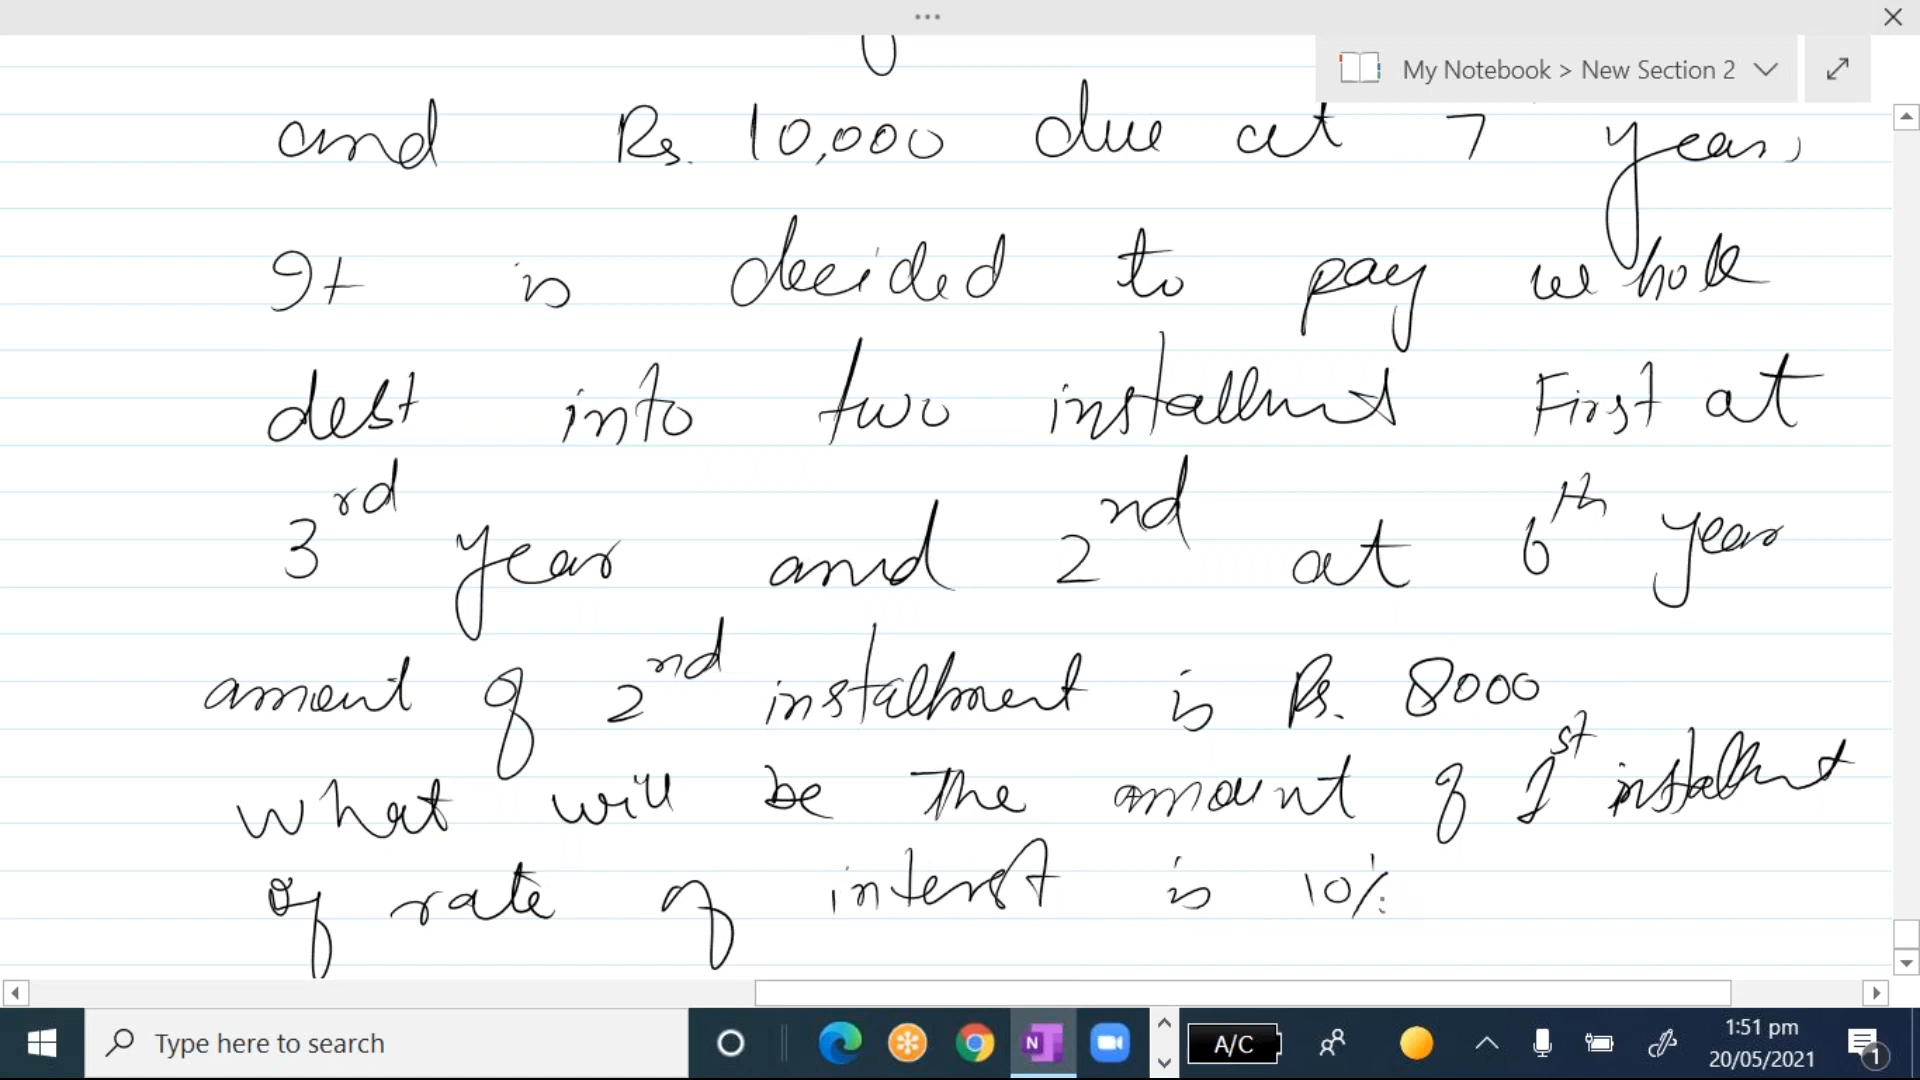 My Notebook > New Section 2
and Rs. 10,000 due at 7 years
It is decided to pay whole
debt into two installment First at
3rd year and 2nd at 6th year
amount of 2nd installment is Rs. 8000
what will be the amount of 1st installment
if rate of interest is 10%
Type here to search
N
A/C
1:51 pm
20/05/2021
1